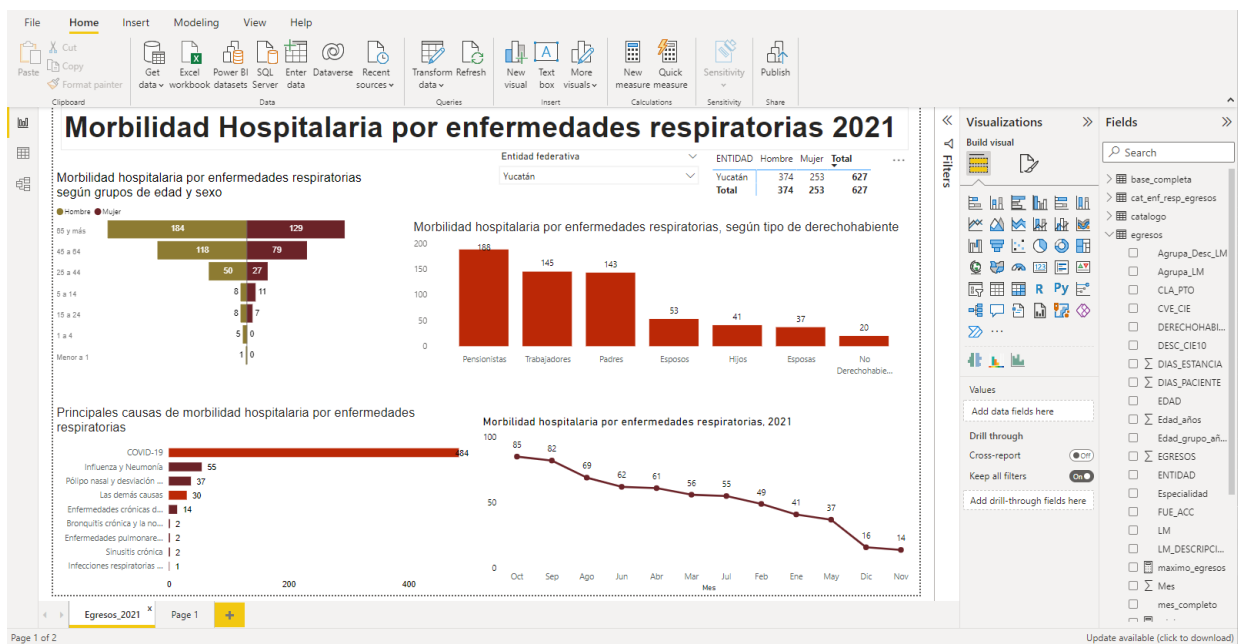 File Home Insert Modeling View Help
Paste
Cut
Copy
Format painter
Clipboard
Get data
Excel workbook
Power BI datasets
SQL Server
Enter data
Dataverse
Recent sources
Data
Transform data
Refresh
Queries
New visual
Text box
More visuals
Insert
New measure
Quick measure
Calculations
Sensitivity
Sensitivity
Publish
Share
Morbilidad Hospitalaria por enfermedades respiratorias 2021
Entidad federativa
Yucatán
ENTIDAD Hombre Mujer Total
Yucatán 374 253 627
Total 374 253 627
Morbilidad hospitalaria por enfermedades respiratorias
según grupos de edad y sexo
Hombre Mujer
65 y más 184 129
45 a 64 118 79
25 a 44 50 27
5 a 14 8 11
15 a 24 8 7
1 a 4 5 0
Menor a 1 1 0
Morbilidad hospitalaria por enfermedades respiratorias, según tipo de derechohabiente
200
150
100
50
0
188 145 143 53 41 37 20
Pensionistas Trabajadores Padres Esposos Hijos Esposas No
Derechohabie...
Principales causas de morbilidad hospitalaria por enfermedades
respiratorias
COVID-19 484
Influenza y Neumonía 55
Pólipo nasal y desviación ... 37
Las demás causas 30
Enfermedades crónicas d... 14
Bronquitis crónica y la no... 2
Enfermedades pulmonare... 2
Sinusitis crónica 2
Infecciones respiratorias ... 1
0 200 400
Morbilidad hospitalaria por enfermedades respiratorias, 2021
100
50
0
85 82 69 62 61 56 55 49 41 37 16 14
Oct Sep Ago Jun Abr Mar Jul Feb Ene May Dic Nov
Mes
Filters
Visualizations
Build visual
123
R Py
Values
Add data fields here
Drill through
Cross-report Off
Keep all filters On
Add drill-through fields here
Fields
Search
base_completa
cat_enf_resp_egresos
catalogo
egresos
Agrupa_Desc_LM
Agrupa_LM
CLA_PTO
CVE_CIE
DERECHOHABI...
DESC_CIE10
DIAS_ESTANCIA
DIAS_PACIENTE
EDAD
Edad_años
Edad_grupo_añ...
EGRESOS
ENTIDAD
Especialidad
FUE_ACC
LM
LM_DESCRIPCI...
maximo_egresos
Mes
mes_completo
Egresos_2021 x
Page 1
+
Page 1 of 2
Update available (click to download)